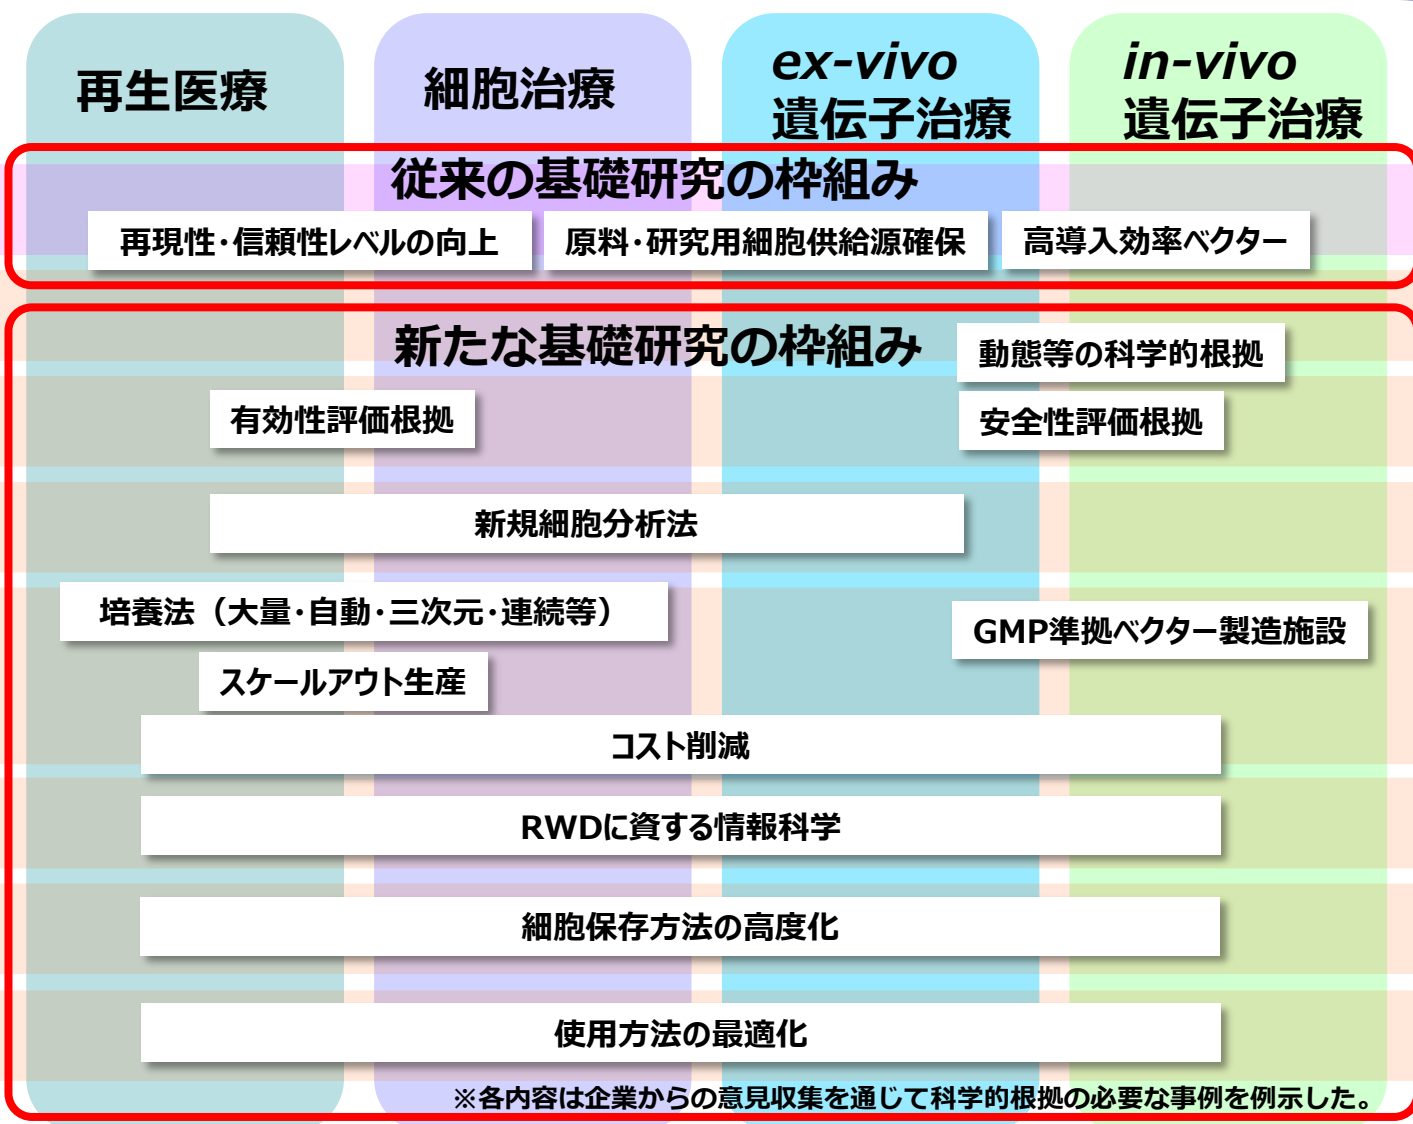 再生医療
細胞治療
ex-vivo
遺伝子治療
in-vivo
遺伝子治療
従来の基礎研究の枠組み
再現性・信頼性レベルの向上
原料・研究用細胞供給源確保
高導入効率ベクター
新たな基礎研究の枠組み
動態等の科学的根拠
有効性評価根拠
安全性評価根拠
新規細胞分析法
培養法（大量・自動・三次元・連続等）
GMP準拠ベクター製造施設
スケールアウト生産
コスト削減
RWDに資する情報科学
細胞保存方法の高度化
使用方法の最適化
※各内容は企業からの意見収集を通じて科学的根拠の必要な事例を例示した。